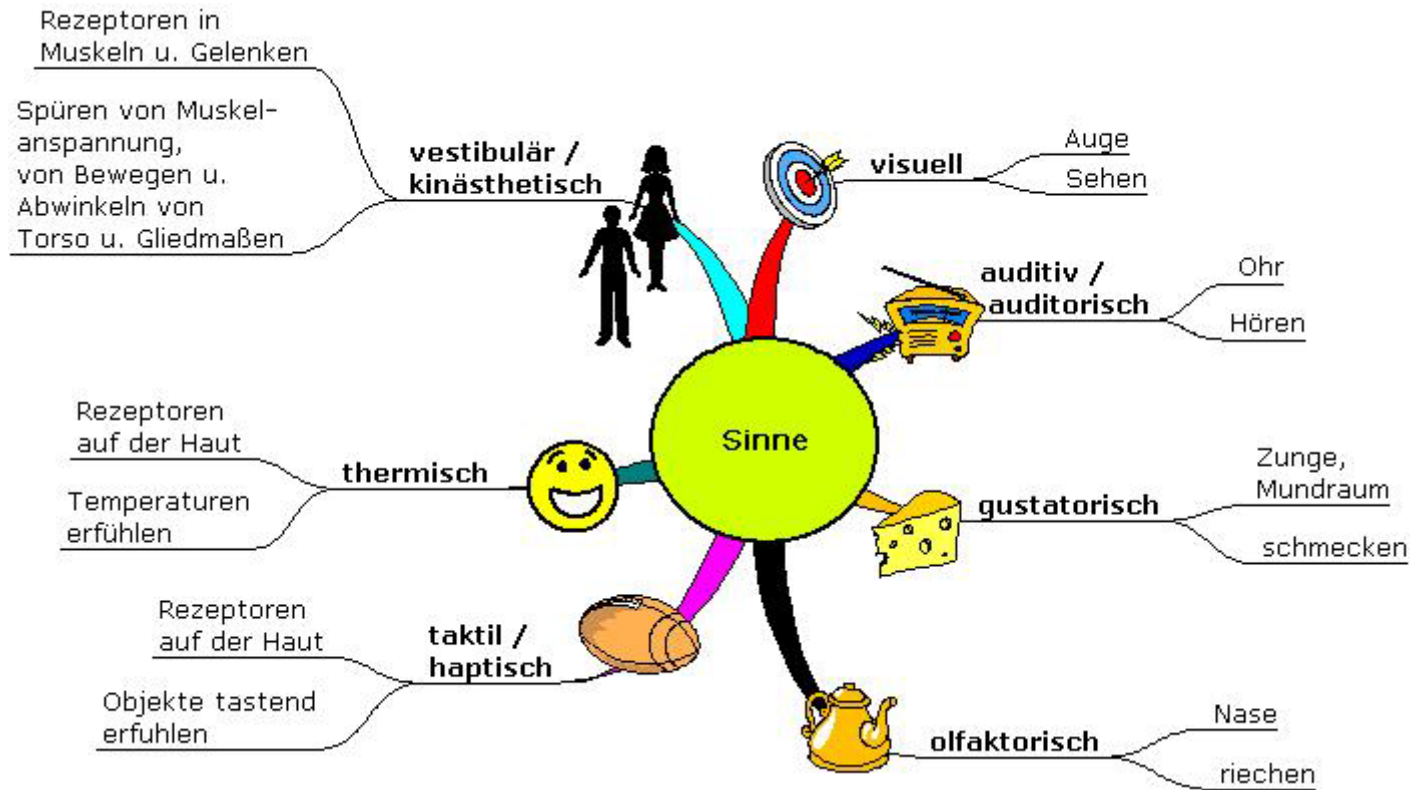 Rezeptoren in
Muskeln u. Gelenken
Spüren von Muskel-
anspannung,
von Bewegen u.
Abwinkeln von
Torso u. Gliedmaßen
vestibulär /
kinästhetisch
visuell
Auge
Sehen
auditiv /
auditorisch
Ohr
Hören
Sinne
Rezeptoren
auf der Haut
Temperaturen
erfühlen
thermisch
gustatorisch
Zunge,
Mundraum
schmecken
Rezeptoren
auf der Haut
Objekte tastend
erfuhlen
taktil /
haptisch
olfaktorisch
Nase
riechen